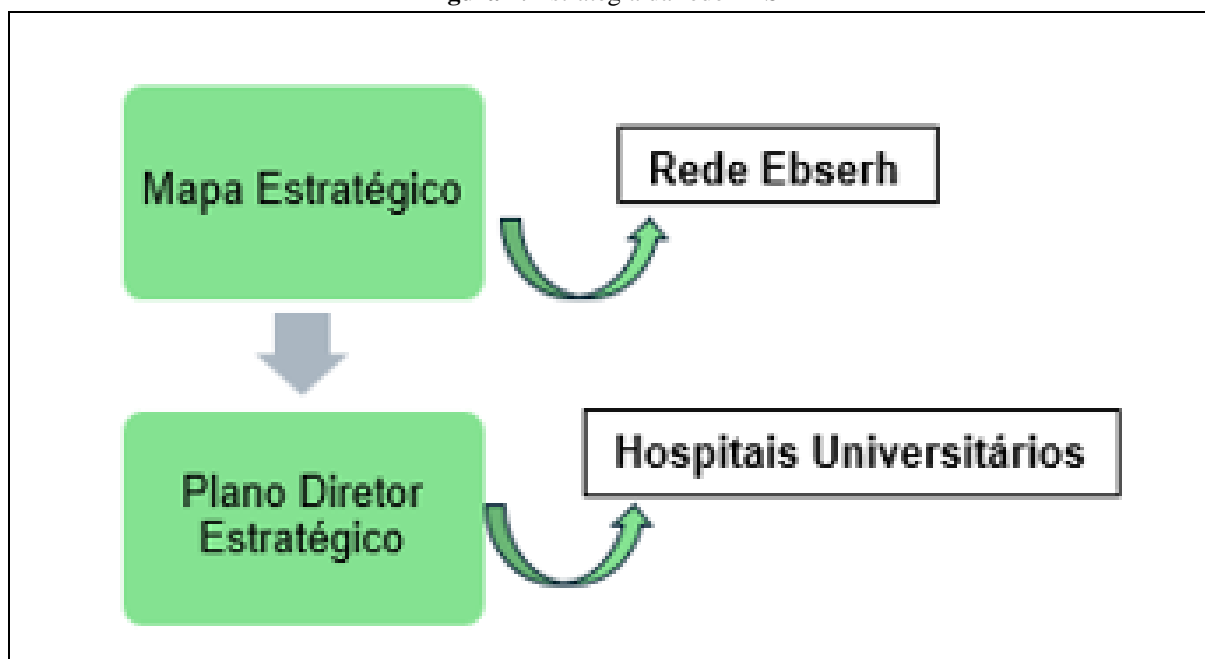 Mapa Estratégico
Rede Ebserh
Plano Diretor
Estratégico
Hospitais Universitários